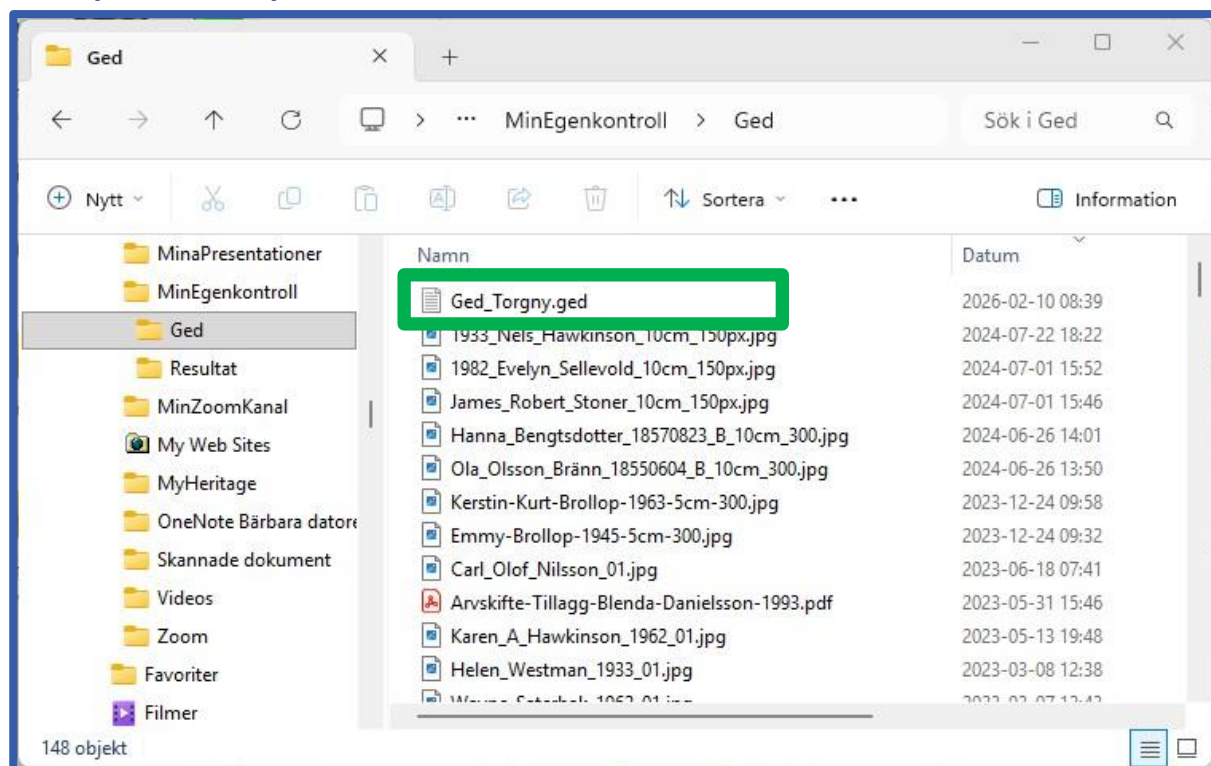 Ged
MinEgenkontroll > Ged
Sök i Ged
Nytt
Sortera
Information
MinaPresentationer
MinEgenkontroll
Ged
Resultat
MinZoomKanal
My Web Sites
MyHeritage
OneNote Bärbara datore
Skannade dokument
Videos
Zoom
Favoriter
Filmer
Namn Datum
Ged_Torgny.ged 2026-02-10 08:39
1933_Nels_Hawkinson_10cm_150px.jpg 2024-07-22 18:22
1982_Evelyn_Sellevold_10cm_150px.jpg 2024-07-01 15:52
James_Robert_Stoner_10cm_150px.jpg 2024-07-01 15:46
Hanna_Bengtsdotter_18570823_B_10cm_300.jpg 2024-06-26 14:01
Ola_Olsson_Bränn_18550604_B_10cm_300.jpg 2024-06-26 13:50
Kerstin-Kurt-Brollop-1963-5cm-300.jpg 2023-12-24 09:58
Emmy-Brollop-1945-5cm-300.jpg 2023-12-24 09:32
Carl_Olof_Nilsson_01.jpg 2023-06-18 07:41
Arvskifte-Tillagg-Blenda-Danielsson-1993.pdf 2023-05-31 15:46
Karen_A_Hawkinson_1962_01.jpg 2023-05-13 19:48
Helen_Westman_1933_01.jpg 2023-03-08 12:38
148 objekt